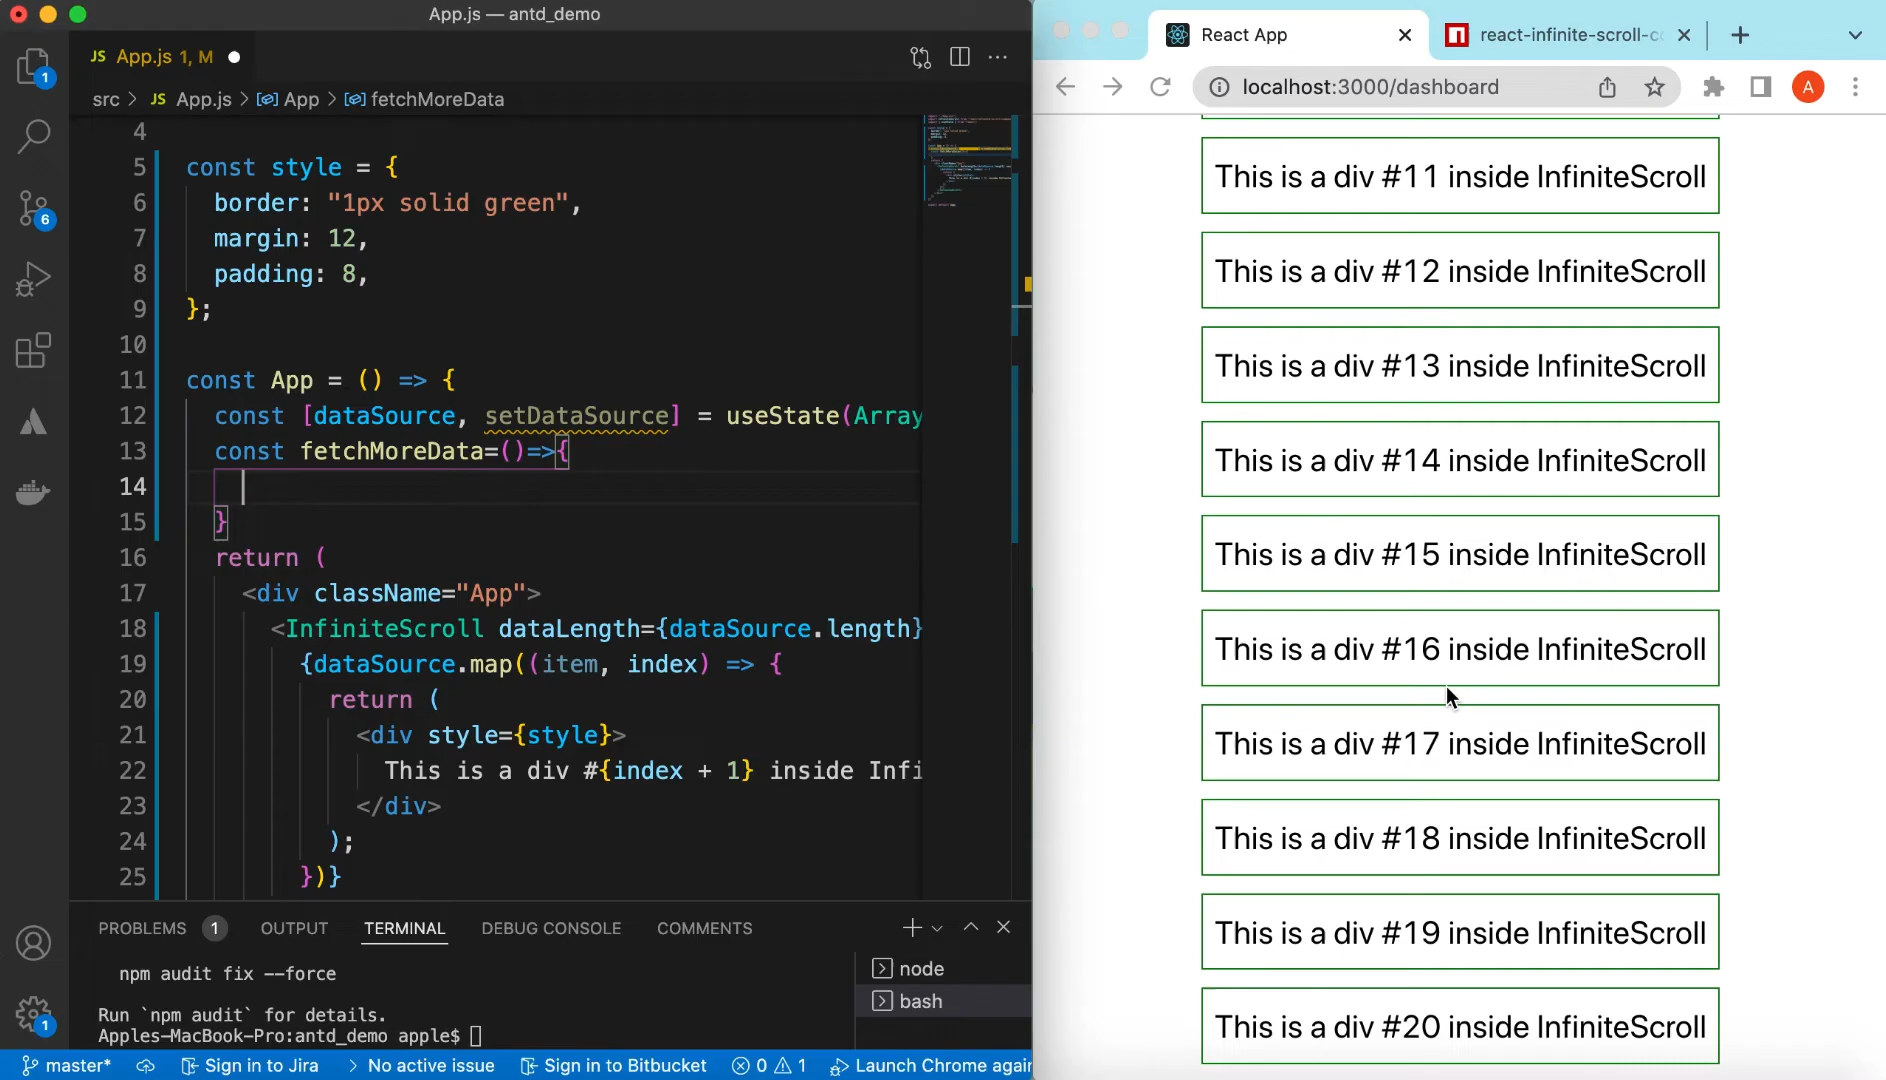 App.js — antd_demo
JS App.js 1, M
src > JS App.js > App > fetchMoreData
4
5 const style = {
6 border: "1px solid green",
7 margin: 12,
8 padding: 8,
9 };
10
11 const App = () => {
12 const [dataSource, setDataSource] = useState(Array
13 const fetchMoreData=()=>{
14
15 }
16 return (
17 <div className="App">
18 <InfiniteScroll dataLength={dataSource.length}
19 {dataSource.map((item, index) => {
20 return (
21 <div style={style}>
22 This is a div #{index + 1} inside Infi
23 </div>
24 );
25 })}
1
6
1
PROBLEMS 1 OUTPUT TERMINAL DEBUG CONSOLE COMMENTS
npm audit fix --force
Run `npm audit` for details.
Apples-MacBook-Pro:antd_demo apple$
node
bash
master* Sign in to Jira No active issue Sign in to Bitbucket 0 1 Launch Chrome agai
React App
npm react-infinite-scroll-co
localhost:3000/dashboard
A
This is a div #11 inside InfiniteScroll
This is a div #12 inside InfiniteScroll
This is a div #13 inside InfiniteScroll
This is a div #14 inside InfiniteScroll
This is a div #15 inside InfiniteScroll
This is a div #16 inside InfiniteScroll
This is a div #17 inside InfiniteScroll
This is a div #18 inside InfiniteScroll
This is a div #19 inside InfiniteScroll
This is a div #20 inside InfiniteScroll